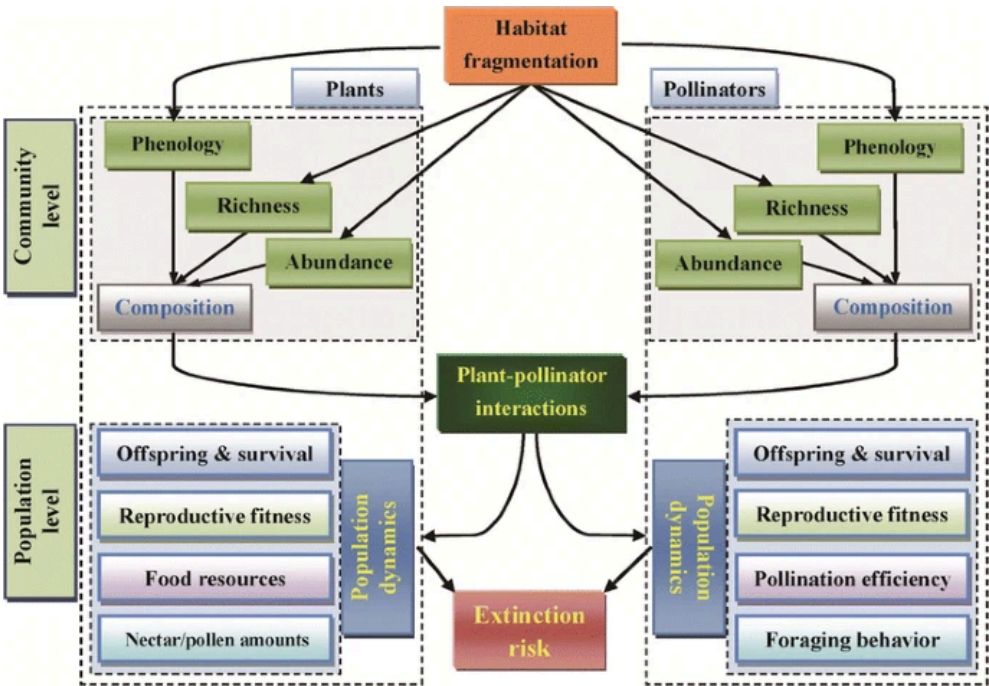 Habitat
fragmentation
Plants
Pollinators
Community
level
Phenology
Richness
Abundance
Composition
Phenology
Richness
Abundance
Composition
Plant-pollinator
interactions
Population
level
Offspring & survival
Reproductive fitness
Food resources
Nectar/pollen amounts
Population
dynamics
Extinction
risk
Population
dynamics
Offspring & survival
Reproductive fitness
Pollination efficiency
Foraging behavior